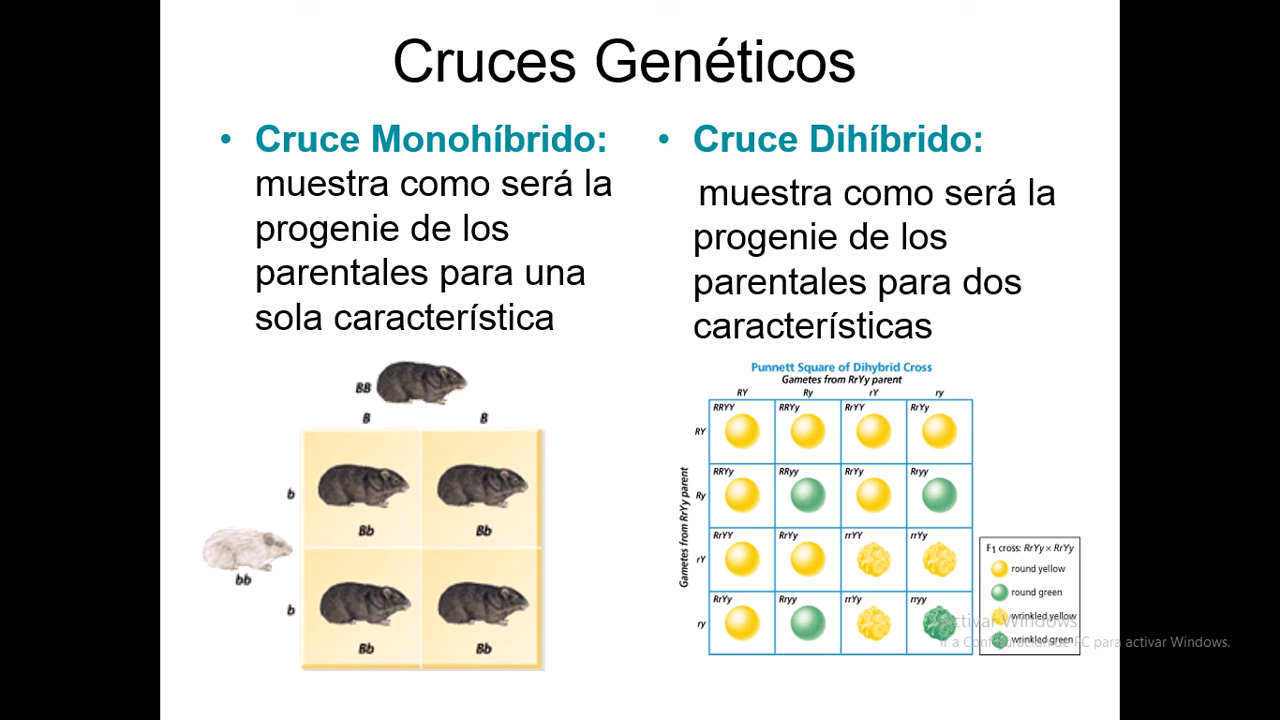 Cruces Genéticos
• Cruce Monohíbrido:
muestra como será la
progenie de los
parentales para una
sola característica
• Cruce Dihíbrido:
muestra como será la
progenie de los
parentales para dos
características
BB
B B
b
Bb Bb
bb
b
Bb Bb
Punnett Square of Dihybrid Cross
Gametes from RrYy parent
RY Ry rY ry
Gametes from RrYy parent
RY
RRYY RRYy RrYY RrYy
Ry
RRYy RRyy RrYy Rryy
rY
RrYY RrYy rrYY rrYy
ry
RrYy Rryy rrYy rryy
F1 cross: RrYy × RrYy
round yellow
round green
wrinkled yellow
wrinkled green
Activar Windows
Ir a Configuración de PC para activar Windows.